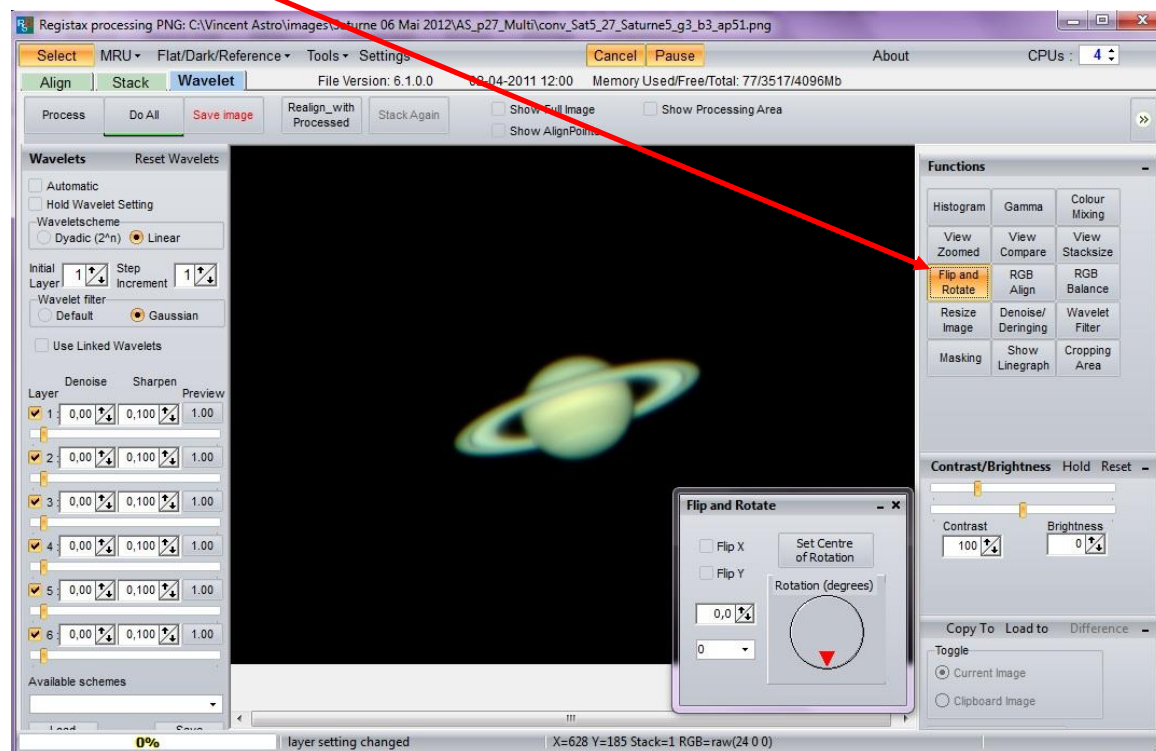 Registax processing PNG: C:\Vincent Astro\images\Saturne 06 Mai 2012\AS_p27_Multi\conv_Sat5_27_Saturne5_g3_b3_ap51.png
Select MRU Flat/Dark/Reference Tools Settings Cancel Pause About CPUs : 4
Align Stack Wavelet File Version: 6.1.0.0 -04-2011 12:00 Memory Used/Free/Total: 77/3517/4096Mb
Process Do All Save image Realign_with Processed Stack Again Show Full Image Show Processing Area
Show AlignPoints
Wavelets Reset Wavelets
Automatic
Hold Wavelet Setting
Waveletscheme
Dyadic (2^n) Linear
Initial Layer 1 Step Increment 1
Wavelet filter
Default Gaussian
Use Linked Wavelets
Denoise Sharpen
Layer Preview
1 : 0,00 0,100 1.00
2 : 0,00 0,100 1.00
3 : 0,00 0,100 1.00
4 : 0,00 0,100 1.00
5 : 0,00 0,100 1.00
6 : 0,00 0,100 1.00
Available schemes
Load Save
Functions
Histogram Gamma Colour Mixing
View Zoomed View Compare View Stacksize
Flip and Rotate RGB Align RGB Balance
Resize Image Denoise/ Deringing Wavelet Filter
Masking Show Linegraph Cropping Area
Contrast/Brightness Hold Reset
Contrast Brightness
100 0
Copy To Load to Difference
Toggle
Current Image
Clipboard Image
Flip and Rotate
Flip X
Flip Y
Set Centre
of Rotation
Rotation (degrees)
0,0
0
0% layer setting changed X=628 Y=185 Stack=1 RGB=raw(24 0 0)